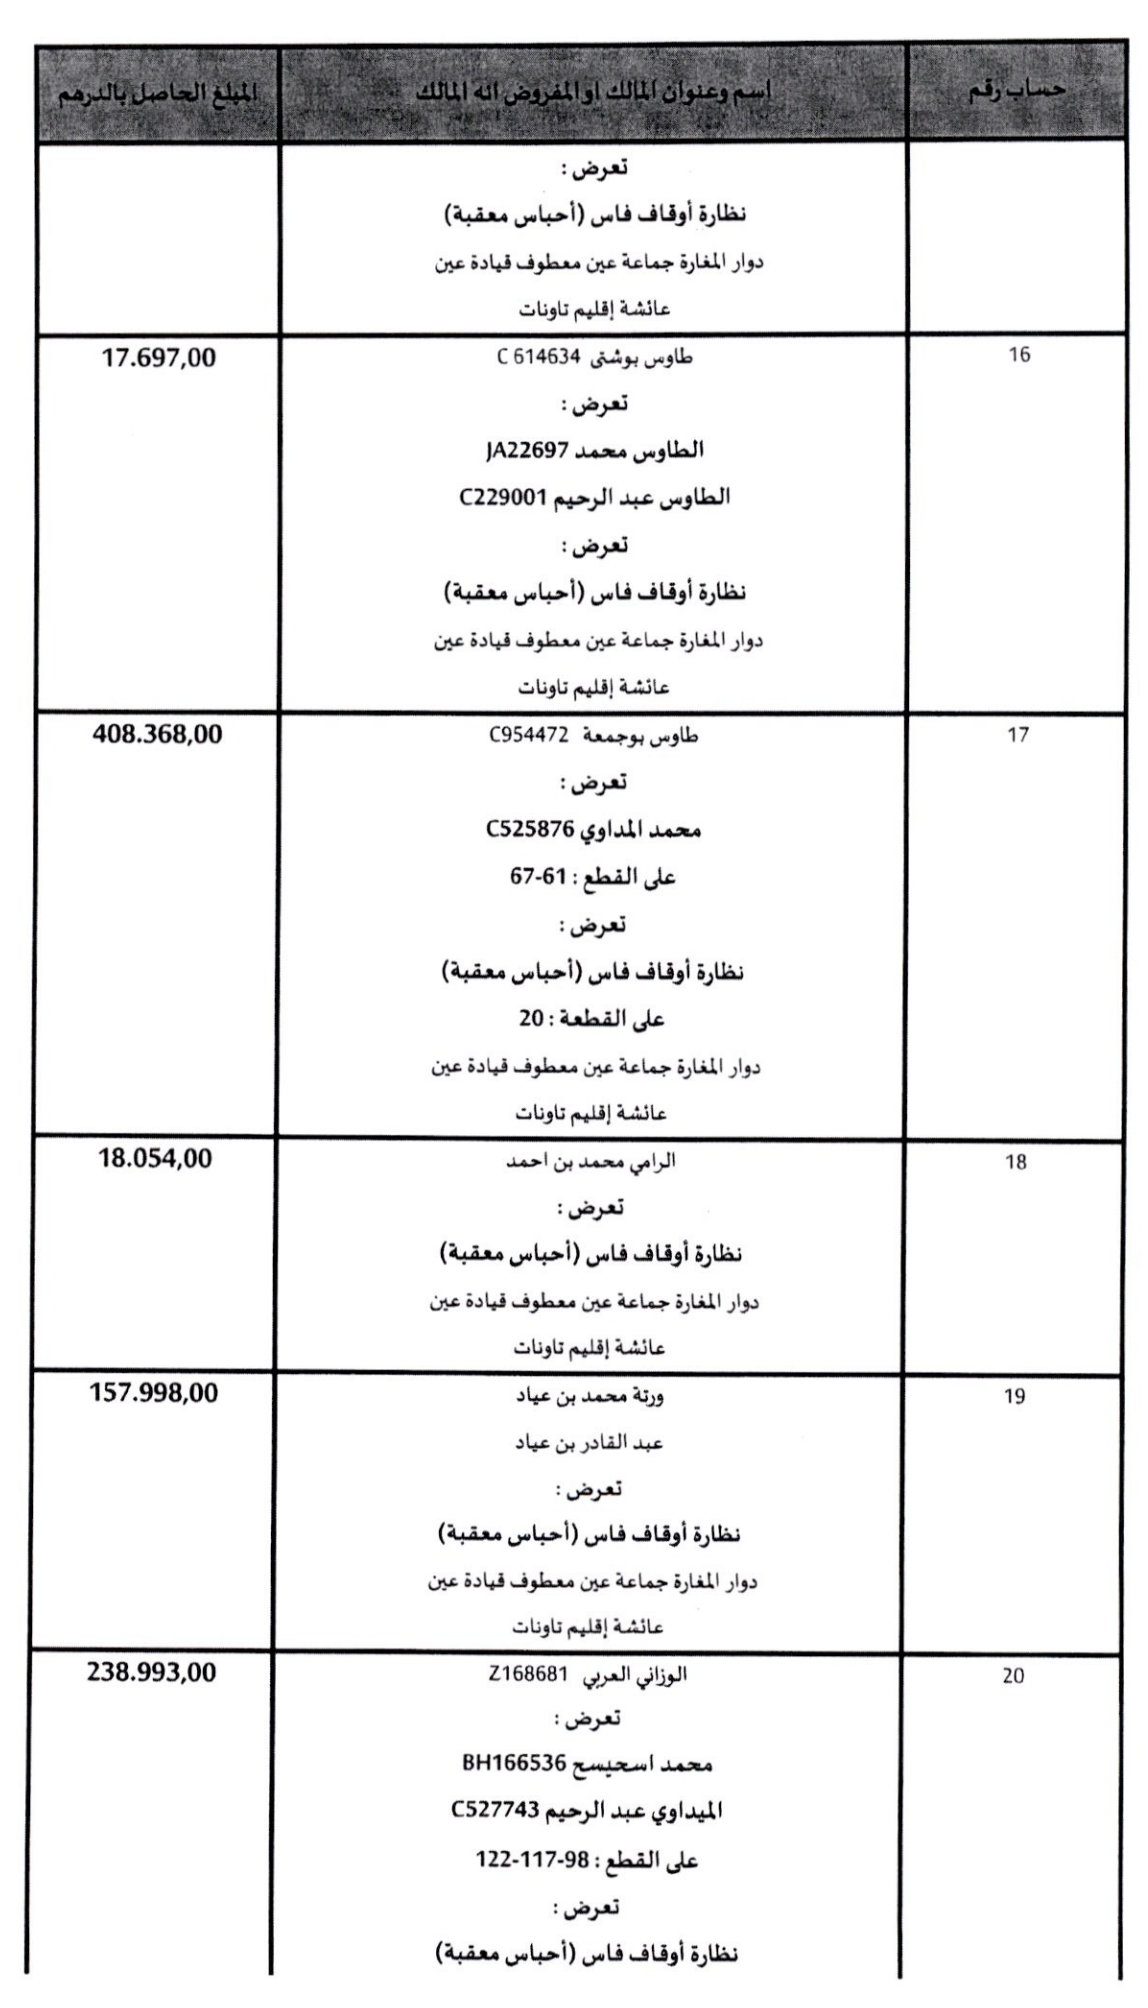 حساب رقم	اسم وعنوان المالك او المفروض انه المالك	المبلغ الحاصل بالدرهم
تعرض :
نظارة أوقاف فاس (أحباس معقبة)
دوار المغارة جماعة عين معطوف قيادة عين
عائشة إقليم تاونات
16	طاوس بوشتى C 614634	17.697,00
تعرض :
الطاوس محمد JA22697
الطاوس عبد الرحيم C229001
تعرض :
نظارة أوقاف فاس (أحباس معقبة)
دوار المغارة جماعة عين معطوف قيادة عين
عائشة إقليم تاونات
17	طاوس بوجمعة C954472	408.368,00
تعرض :
محمد المداوي C525876
على القطع : 61-67
تعرض :
نظارة أوقاف فاس (أحباس معقبة)
على القطعة : 20
دوار المغارة جماعة عين معطوف قيادة عين
عائشة إقليم تاونات
18	الرامي محمد بن احمد	18.054,00
تعرض :
نظارة أوقاف فاس (أحباس معقبة)
دوار المغارة جماعة عين معطوف قيادة عين
عائشة إقليم تاونات
19	ورتة محمد بن عياد	157.998,00
عبد القادر بن عياد
تعرض :
نظارة أوقاف فاس (أحباس معقبة)
دوار المغارة جماعة عين معطوف قيادة عين
عائشة إقليم تاونات
20	الوزاني العربي Z168681	238.993,00
تعرض :
محمد اسحيسح BH166536
الميداوي عبد الرحيم C527743
على القطع : 98-117-122
تعرض :
نظارة أوقاف فاس (أحباس معقبة)